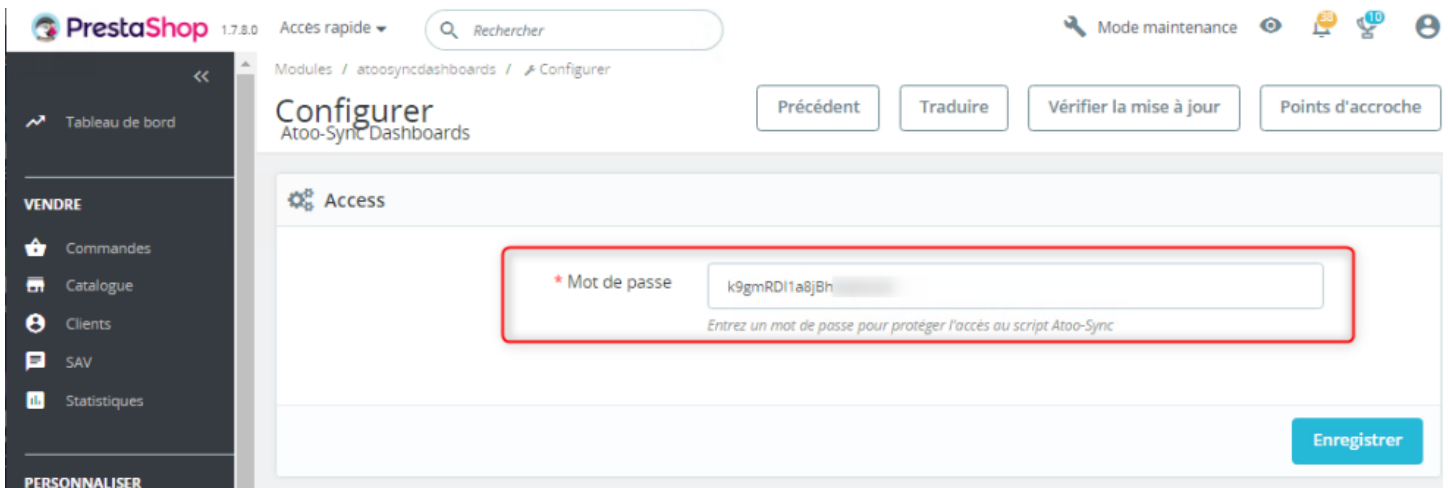 PrestaShop 1.7.8.0 Accès rapide Rechercher Mode maintenance 38 10
Modules / atoosyncdashboards / Configurer
Configurer
Atoo-Sync Dashboards
Précédent Traduire Vérifier la mise à jour Points d'accroche
Tableau de bord
VENDRE
Commandes
Catalogue
Clients
SAV
Statistiques
PERSONNALISER
Access
* Mot de passe k9gmRDI1a8jBh
Entrez un mot de passe pour protéger l'accès au script Atoo-Sync
Enregistrer